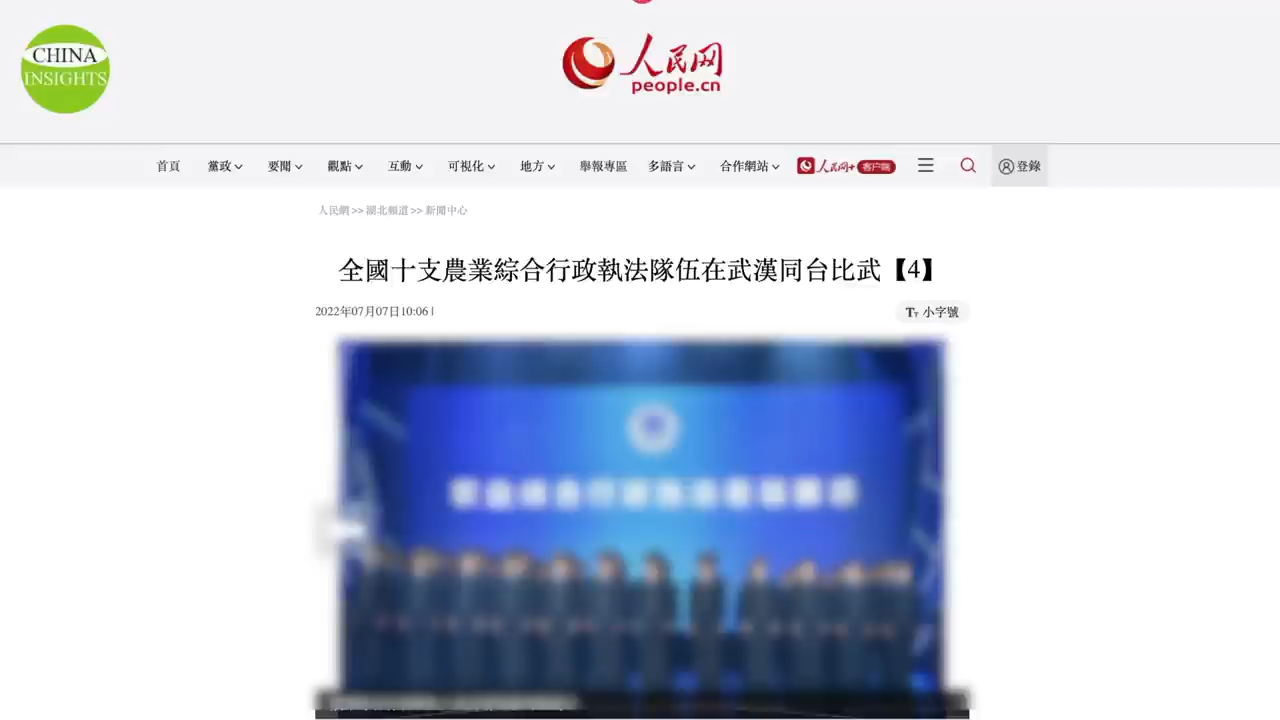 CHINA
INSIGHTS
人民网
people.cn
首頁 黨政 要聞 觀點 互動 可視化 地方 舉報專區 多語言 合作網站 人民网+ 客户端 登錄
人民網>>湖北頻道>>新聞中心
全國十支農業綜合行政執法隊伍在武漢同台比武【4】
2022年07月07日10:06 |
小字號